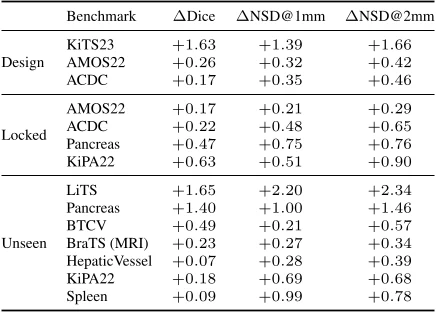 Benchmark ΔDice ΔNSD@1mm ΔNSD@2mm
Design KiTS23 +1.63 +1.39 +1.66
AMOS22 +0.26 +0.32 +0.42
ACDC +0.17 +0.35 +0.46
Locked AMOS22 +0.17 +0.21 +0.29
ACDC +0.22 +0.48 +0.65
Pancreas +0.47 +0.75 +0.76
KiPA22 +0.63 +0.51 +0.90
Unseen LiTS +1.65 +2.20 +2.34
Pancreas +1.40 +1.00 +1.46
BTCV +0.49 +0.21 +0.57
BraTS (MRI) +0.23 +0.27 +0.34
HepaticVessel +0.07 +0.28 +0.39
KiPA22 +0.18 +0.69 +0.68
Spleen +0.09 +0.99 +0.78